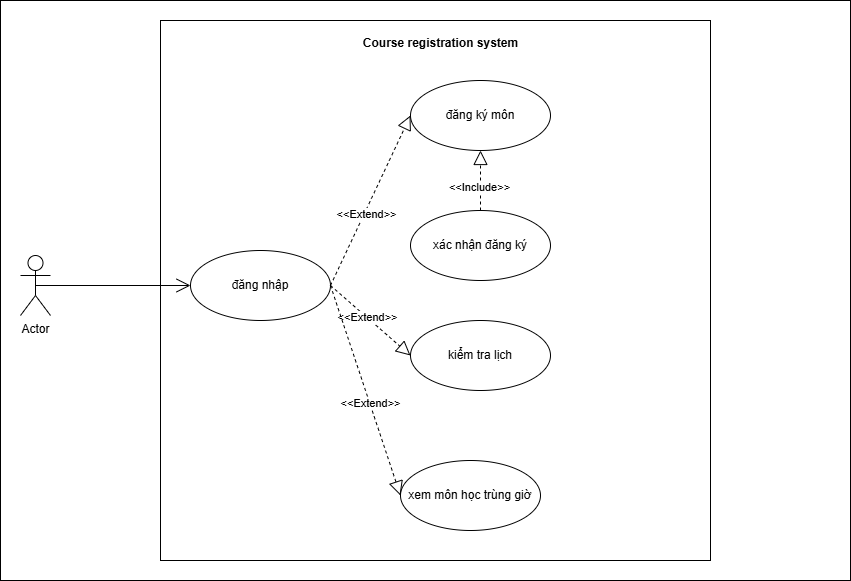 Course registration system
đăng ký môn
<<Include>>
<<Extend>>
xác nhận đăng ký
đăng nhập
Actor
<<Extend>>
kiểm tra lịch
<<Extend>>
xem môn học trùng giờ